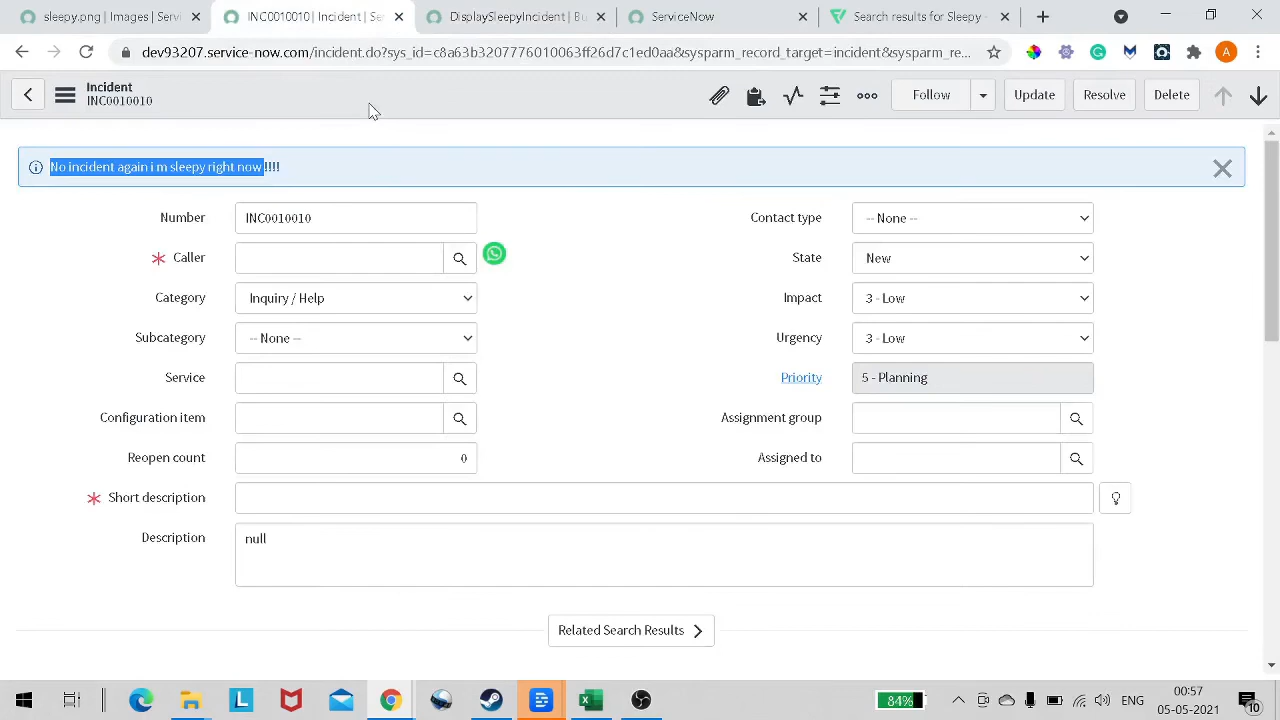 sleepy.png | Images | Servi
INC0010010 | Incident | Se
DisplaySleepyIncident | Bu
ServiceNow
Search results for Sleepy -
dev93207.service-now.com/incident.do?sys_id=c8a63b3207776010063ff26d7c1ed0aa&sysparm_record_target=incident&sysparm_re...
A
Incident
INC0010010
Follow
Update
Resolve
Delete
No incident again i m sleepy right now !!!!
Number
INC0010010
Contact type
-- None --
Caller
State
New
Category
Inquiry / Help
Impact
3 - Low
Subcategory
-- None --
Urgency
3 - Low
Service
Priority
5 - Planning
Configuration item
Assignment group
Reopen count
0
Assigned to
Short description
Description
null
Related Search Results
L
84%
ENG
00:57
05-05-2021
10